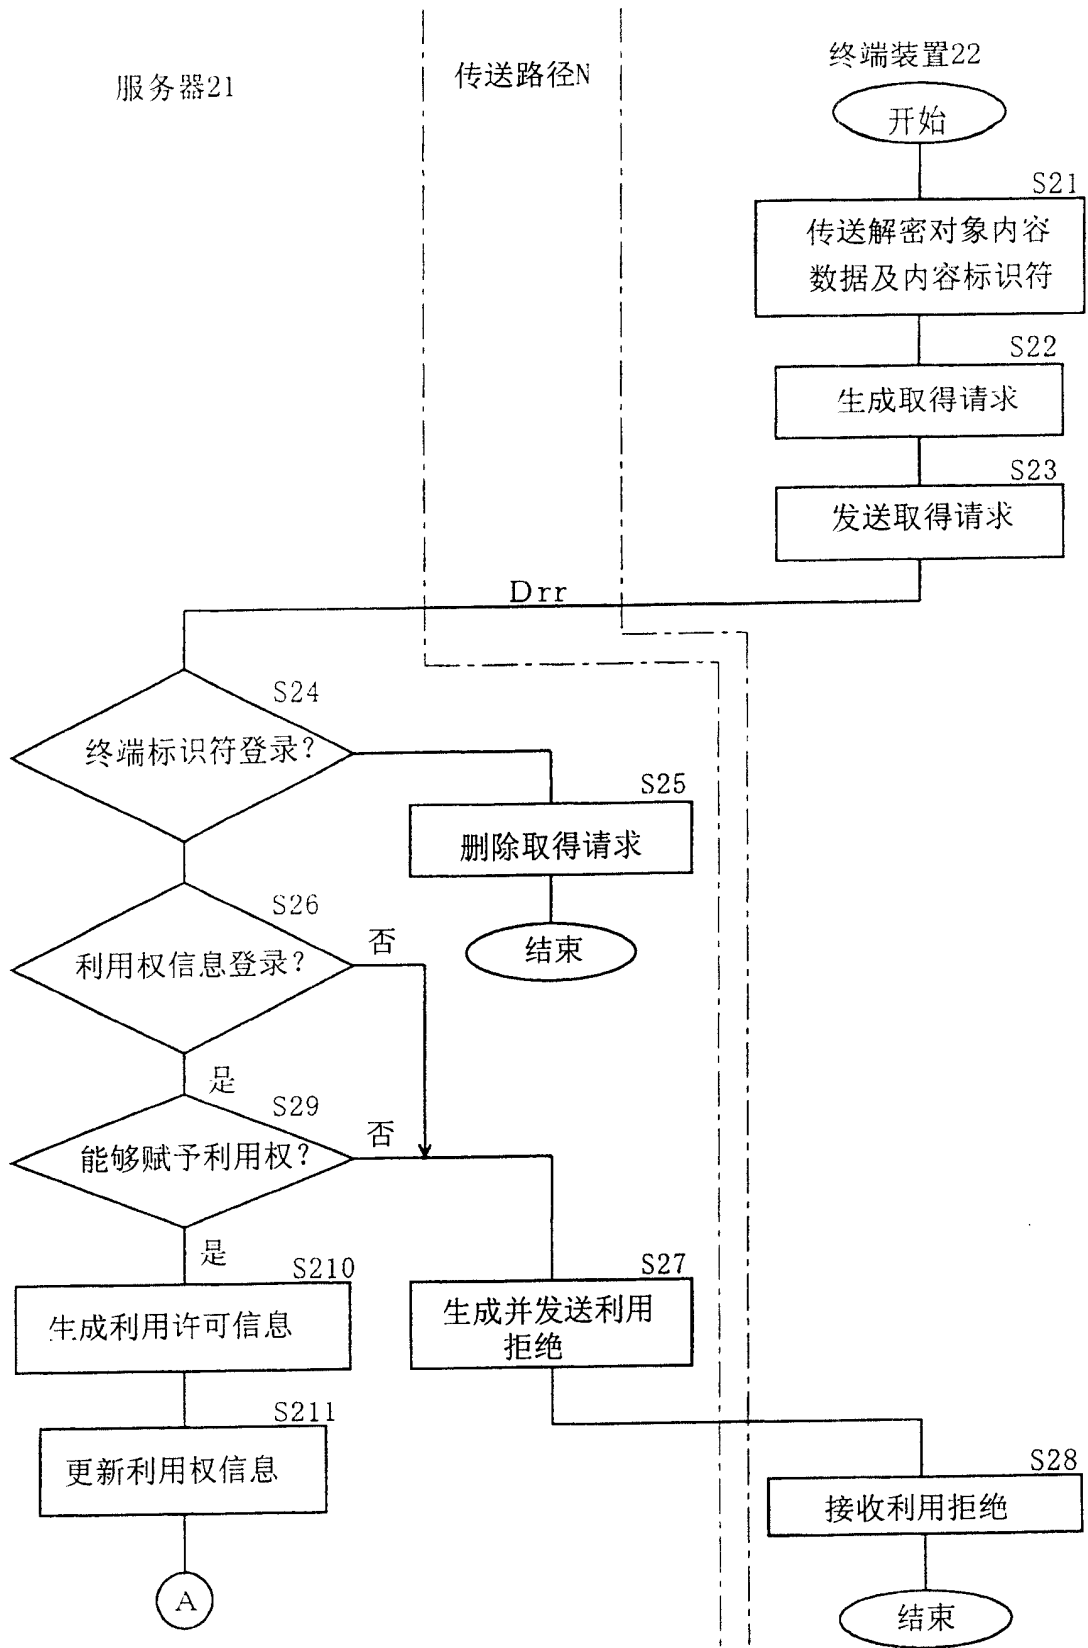 服务器21
传送路径N
终端装置22
开始
S21
传送解密对象内容
数据及内容标识符
S22
生成取得请求
S23
发送取得请求
Drr
S24
终端标识符登录?
S25
删除取得请求
结束
S26
利用权信息登录?
否
是
S29
能够赋予利用权?
否
是
S210
生成利用许可信息
S27
生成并发送利用
拒绝
S211
更新利用权信息
S28
接收利用拒绝
A
结束